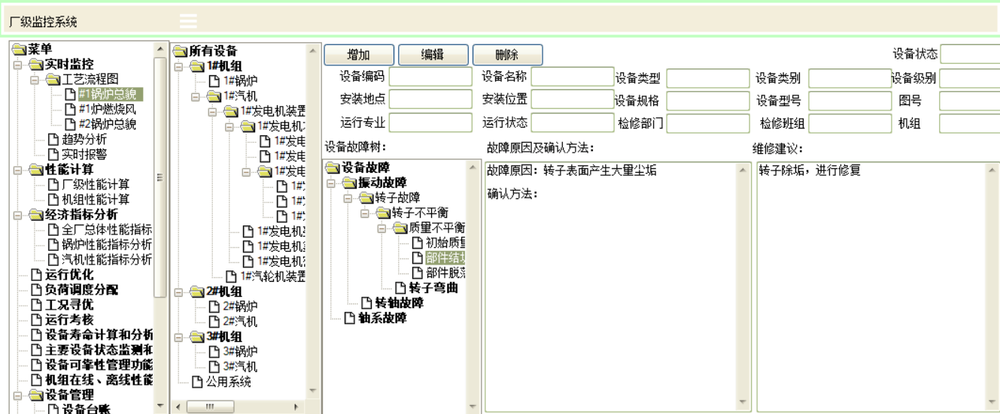 厂级监控系统
菜单
实时监控
工艺流程图
#1锅炉总貌
#1炉燃烧风
#2锅炉总貌
趋势分析
实时报警
性能计算
厂级性能计算
机组性能计算
经济指标分析
全厂总体性能指标
锅炉性能指标分析
汽机性能指标分析
运行优化
负荷调度分配
工况寻优
运行考核
设备寿命计算和分析
主要设备状态监测和
设备可靠性管理功能
机组在线、离线性能
设备管理
设备台账
所有设备
1#机组
1#锅炉
1#汽机
1#发电机装置
1#发电机
1#发电
1#发电
1#发电
1#
1#
1#
1#发电机
1#发电机
1#发电机
1#汽轮机装置
2#机组
2#锅炉
2#汽机
3#机组
3#锅炉
3#汽机
公用系统
增加 编辑 删除 设备状态
设备编码 设备名称 设备类型 设备类别 设备级别
安装地点 安装位置 设备规格 设备型号 图号
运行专业 运行状态 检修部门 检修班组 机组
设备故障树：
设备故障
振动故障
转子故障
转子不平衡
质量不平衡
初始质量
部件结垢
部件脱落
转子弯曲
转轴故障
轴系故障
故障原因及确认方法：
故障原因：转子表面产生大量尘垢
确认方法：
维修建议：
转子除垢，进行修复